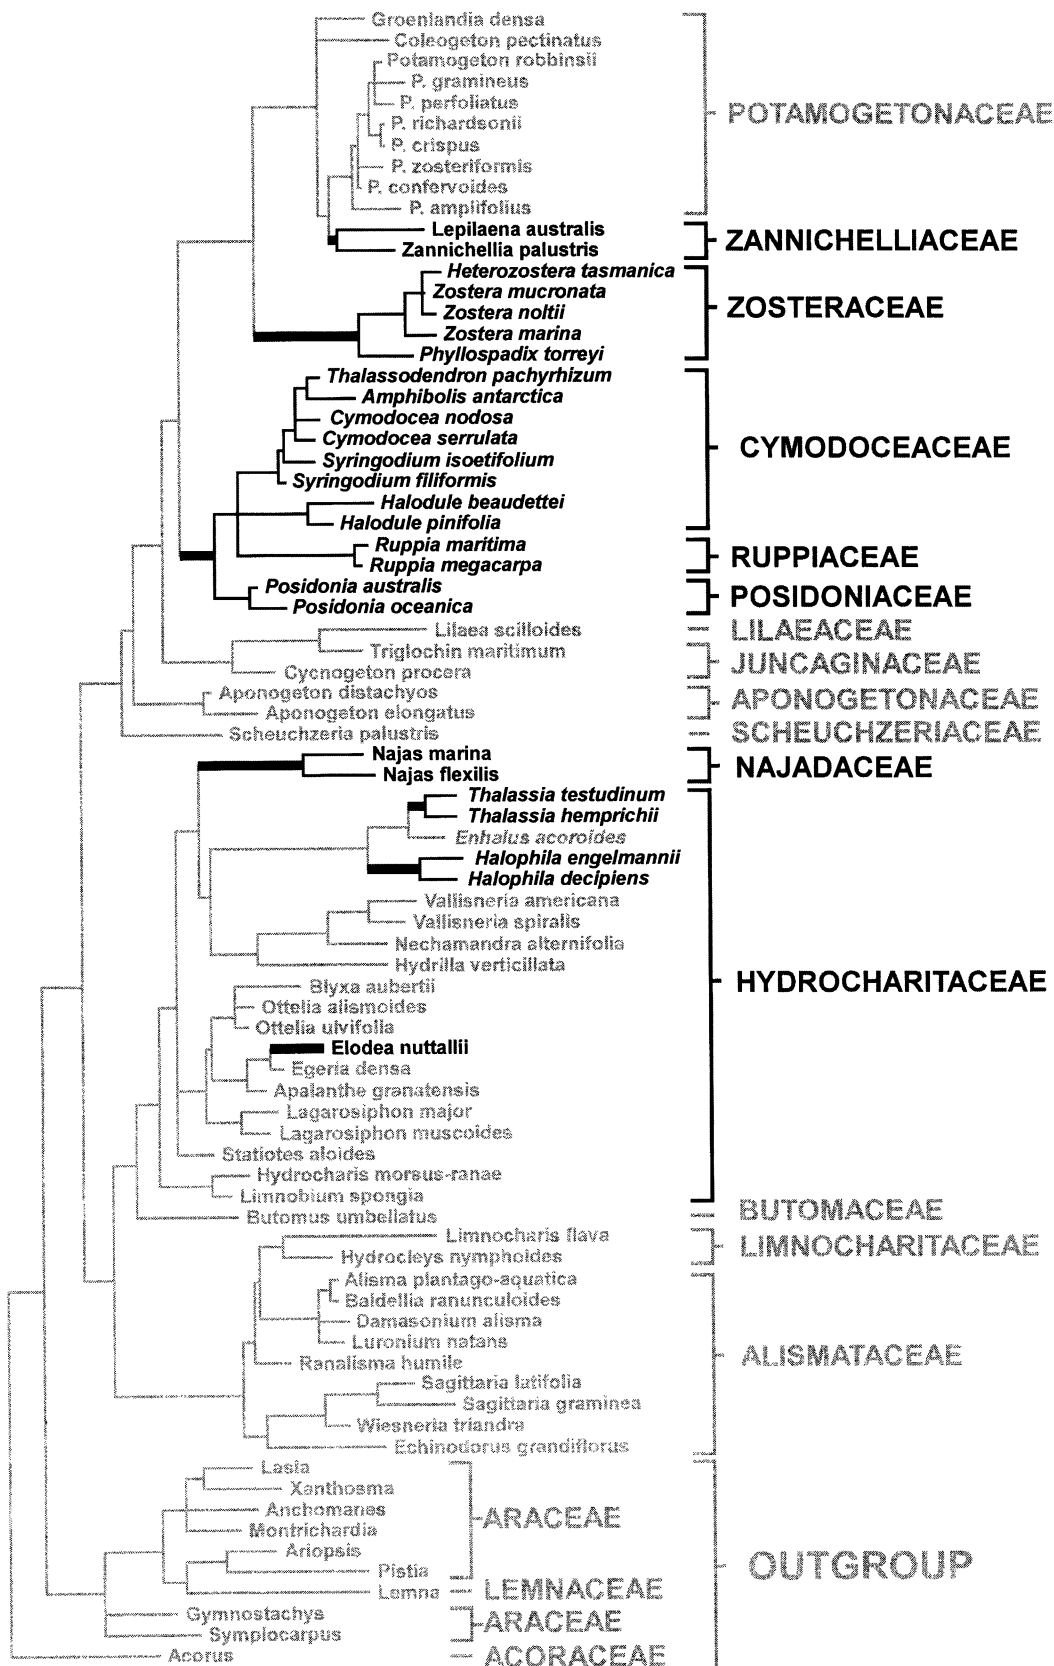 Groenlandia densa
Coleogeton pectinatus
Potamogeton robbinsii
P. gramineus
P. perfoliatus
P. richardsonii
P. crispus
P. zosteriformis
P. confervoides
P. amplifolius
POTAMOGETONACEAE
Lepilaena australis
Zannichellia palustris
ZANNICHELLIACEAE
Heterozostera tasmanica
Zostera mucronata
Zostera noltii
Zostera marina
Phyllospadix torreyi
ZOSTERACEAE
Thalassodendron pachyrhizum
Amphibolis antarctica
Cymodocea nodosa
Cymodocea serrulata
Syringodium isoetifolium
Syringodium filiformis
Halodule beaudettei
Halodule pinifolia
CYMODOCEACEAE
Ruppia maritima
Ruppia megacarpa
RUPPIACEAE
Posidonia australis
Posidonia oceanica
POSIDONIACEAE
Lilaea scilloides
LILAEACEAE
Triglochin maritimum
Cycnogeton procera
JUNCAGINACEAE
Aponogeton distachyos
Aponogeton elongatus
APONOGETONACEAE
Scheuchzeria palustris
SCHEUCHZERIACEAE
Najas marina
Najas flexilis
NAJADACEAE
Thalassia testudinum
Thalassia hemprichii
Enhalus acoroides
Halophila engelmannii
Halophila decipiens
Vallisneria americana
Vallisneria spiralis
Nechamandra alternifolia
Hydrilla verticillata
Blyxa aubertii
Ottelia alismoides
Ottelia ulvifolia
Elodea nuttallii
Egeria densa
Apalanthe granatensis
Lagarosiphon major
Lagarosiphon muscoides
Statiotes aloides
Hydrocharis morsus-ranae
Limnobium spongia
HYDROCHARITACEAE
Butomus umbellatus
BUTOMACEAE
Limnocharis flava
Hydrocleys nymphoides
LIMNOCHARITACEAE
Alisma plantago-aquatica
Baldellia ranunculoides
Damasonium alisma
Luronium natans
Ranalisma humile
Sagittaria latifolia
Sagittaria graminea
Wiesneria triandra
Echinodorus grandiflorus
ALISMATACEAE
Lasia
Xanthosma
Anchomanes
Montrichardia
Ariopsis
Pistia
ARACEAE
Lemna
LEMNACEAE
Gymnostachys
Symplocarpus
ARACEAE
Acorus
ACORACEAE
OUTGROUP